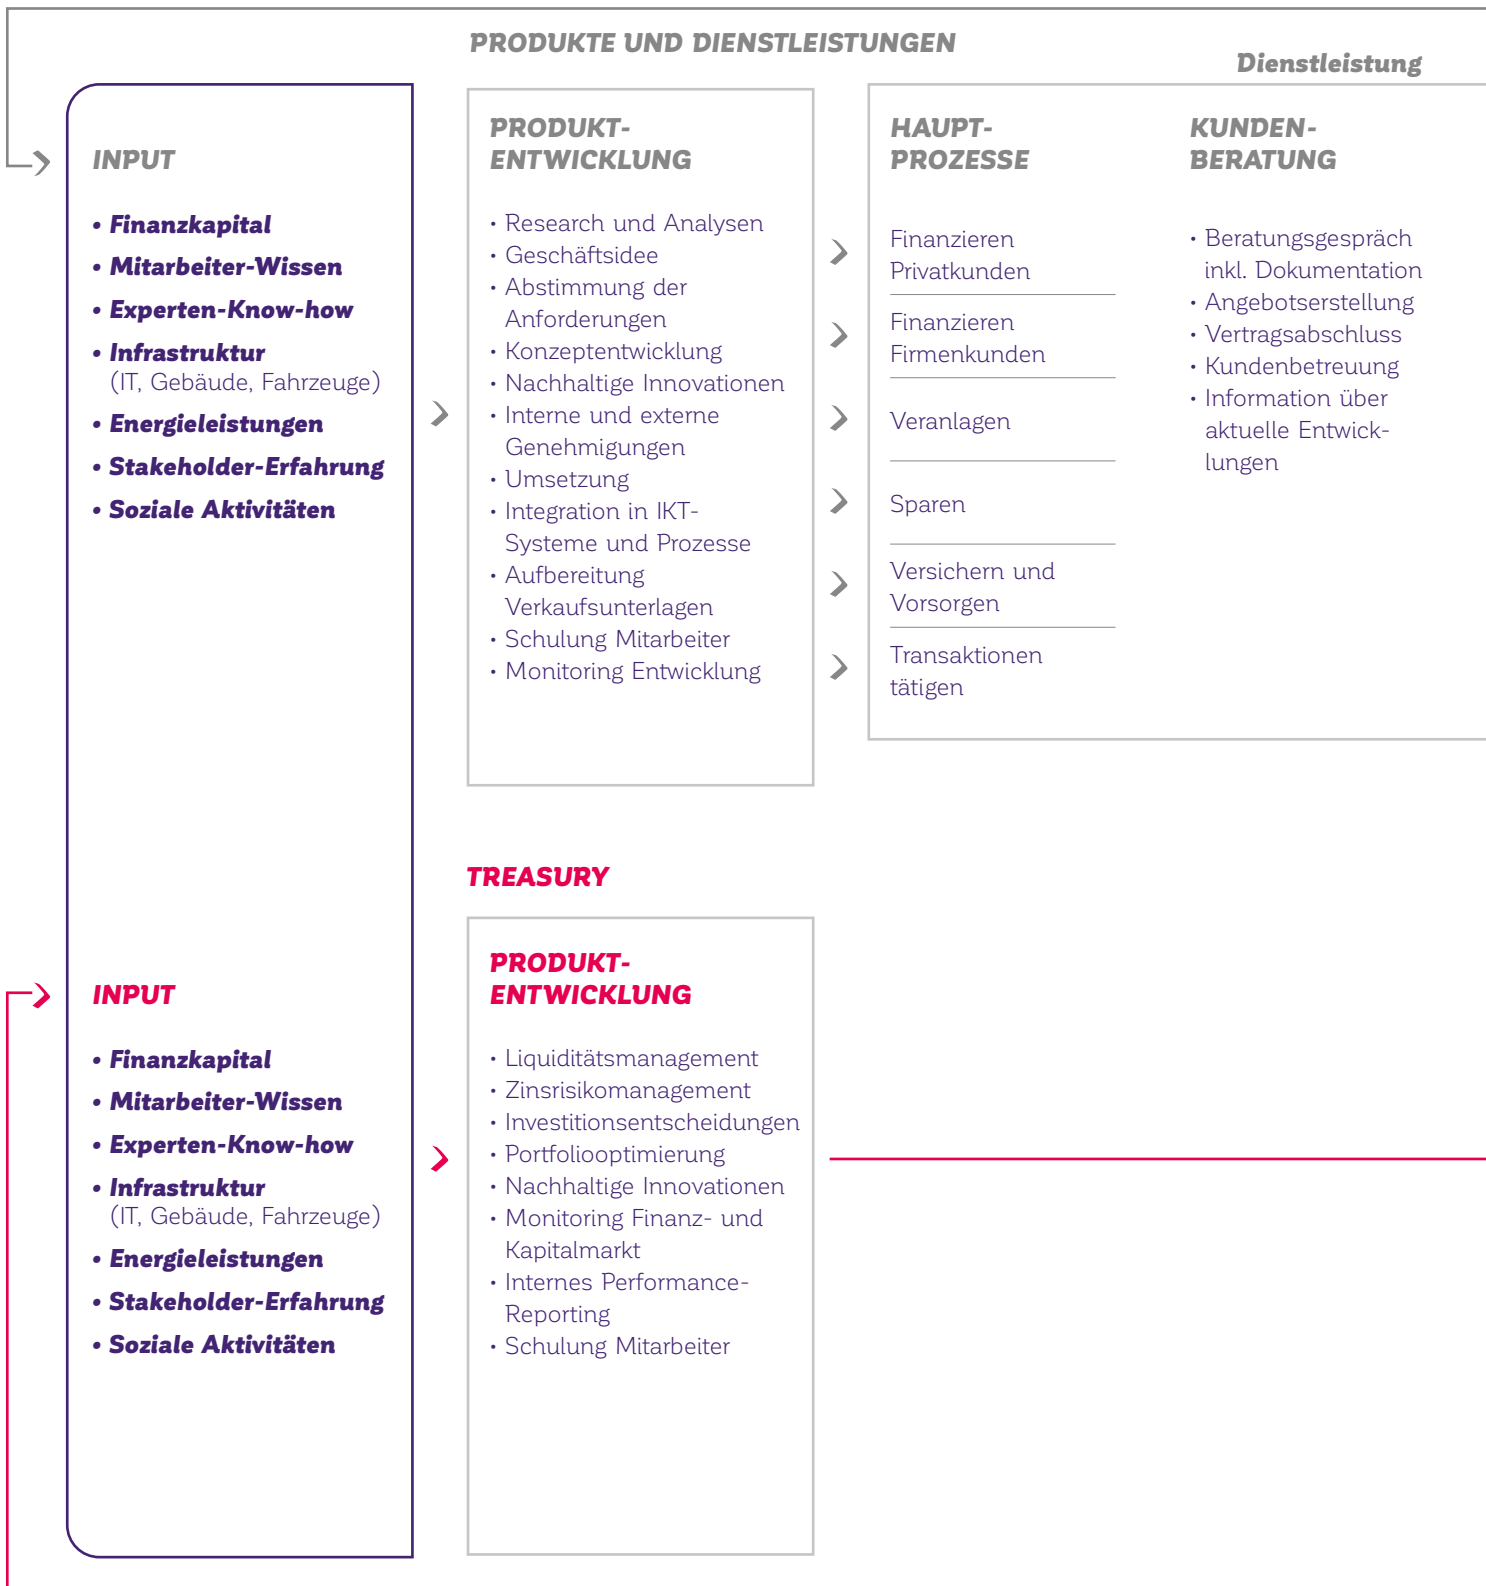 PRODUKTE UND DIENSTLEISTUNGEN
Dienstleistung
INPUT
• Finanzkapital
• Mitarbeiter-Wissen
• Experten-Know-how
• Infrastruktur
(IT, Gebäude, Fahrzeuge)
• Energieleistungen
• Stakeholder-Erfahrung
• Soziale Aktivitäten
PRODUKT-
ENTWICKLUNG
• Research und Analysen
• Geschäftsidee
• Abstimmung der
Anforderungen
• Konzeptentwicklung
• Nachhaltige Innovationen
• Interne und externe
Genehmigungen
• Umsetzung
• Integration in IKT-
Systeme und Prozesse
• Aufbereitung
Verkaufsunterlagen
• Schulung Mitarbeiter
• Monitoring Entwicklung
HAUPT-
PROZESSE
Finanzieren
Privatkunden
Finanzieren
Firmenkunden
Veranlagen
Sparen
Versichern und
Vorsorgen
Transaktionen
tätigen
KUNDEN-
BERATUNG
• Beratungsgespräch
inkl. Dokumentation
• Angebotserstellung
• Vertragsabschluss
• Kundenbetreuung
• Information über
aktuelle Entwick-
lungen
TREASURY
INPUT
• Finanzkapital
• Mitarbeiter-Wissen
• Experten-Know-how
• Infrastruktur
(IT, Gebäude, Fahrzeuge)
• Energieleistungen
• Stakeholder-Erfahrung
• Soziale Aktivitäten
PRODUKT-
ENTWICKLUNG
• Liquiditätsmanagement
• Zinsrisikomanagement
• Investitionsentscheidungen
• Portfoliooptimierung
• Nachhaltige Innovationen
• Monitoring Finanz- und
Kapitalmarkt
• Internes Performance-
Reporting
• Schulung Mitarbeiter